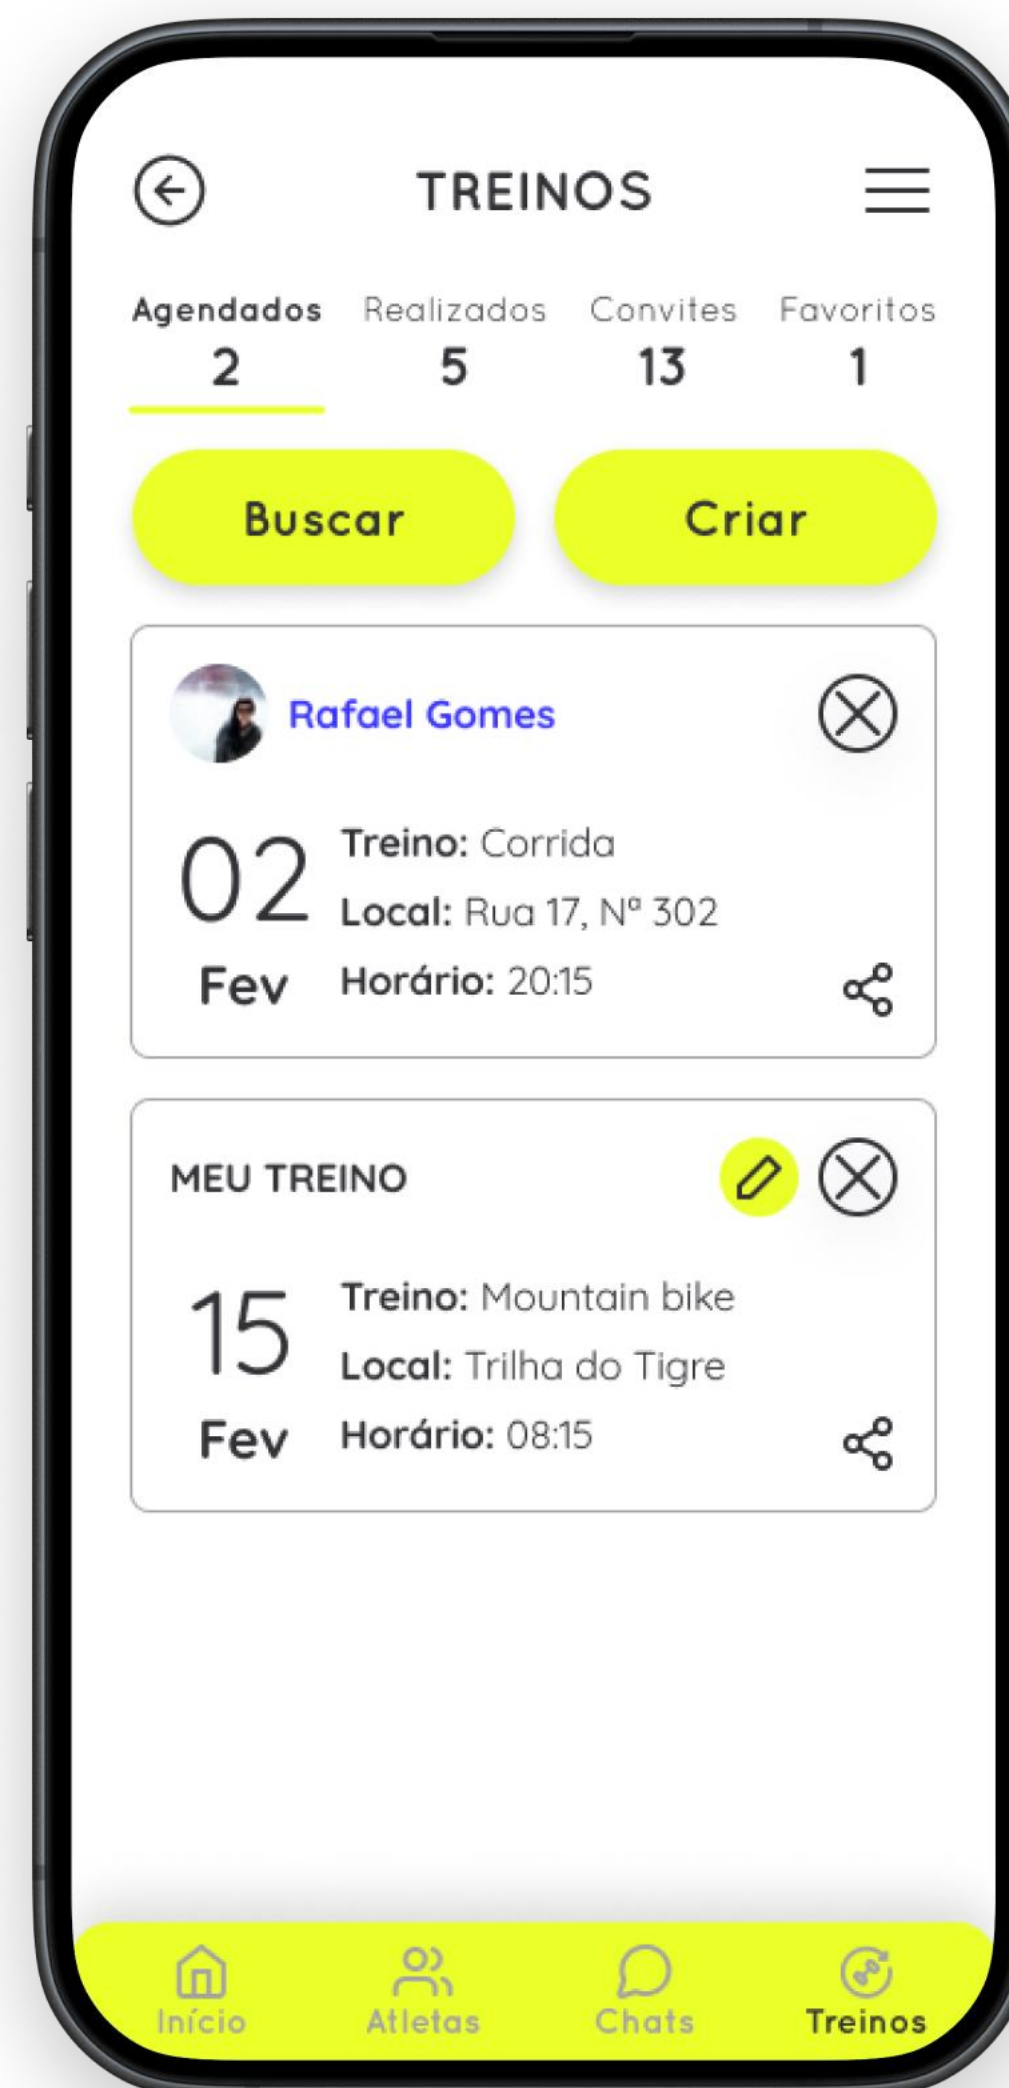 TREINOS
Agendados Realizados Convites Favoritos
2 5 13 1
Buscar Criar
Rafael Gomes
02 Fev
Treino: Corrida
Local: Rua 17, Nª 302
Horário: 20:15
MEU TREINO
15 Fev
Treino: Mountain bike
Local: Trilha do Tigre
Horário: 08:15
Início Atletas Chats Treinos